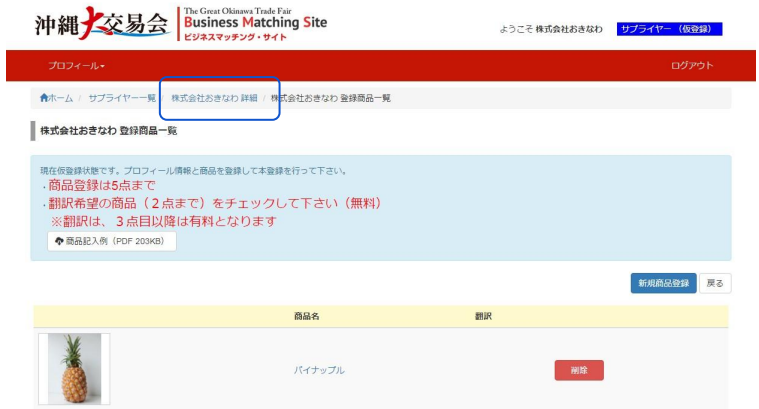 沖縄大交易会
The Great Okinawa Trade Fair
Business Matching Site
ビジネスマッチング・サイト
ようこそ 株式会社おきなわ サプライヤー（仮登録）
プロフィール ログアウト
ホーム / サプライヤー一覧 / 株式会社おきなわ 詳細 / 株式会社おきなわ 登録商品一覧
株式会社おきなわ 登録商品一覧
現在仮登録状態です。プロフィール情報と商品を登録して本登録を行って下さい。
・商品登録は5点まで
・翻訳希望の商品（２点まで）をチェックして下さい（無料）
※翻訳は、３点目以降は有料となります
商品記入例（PDF 203KB）
新規商品登録 戻る
商品名 翻訳
パイナップル 削除